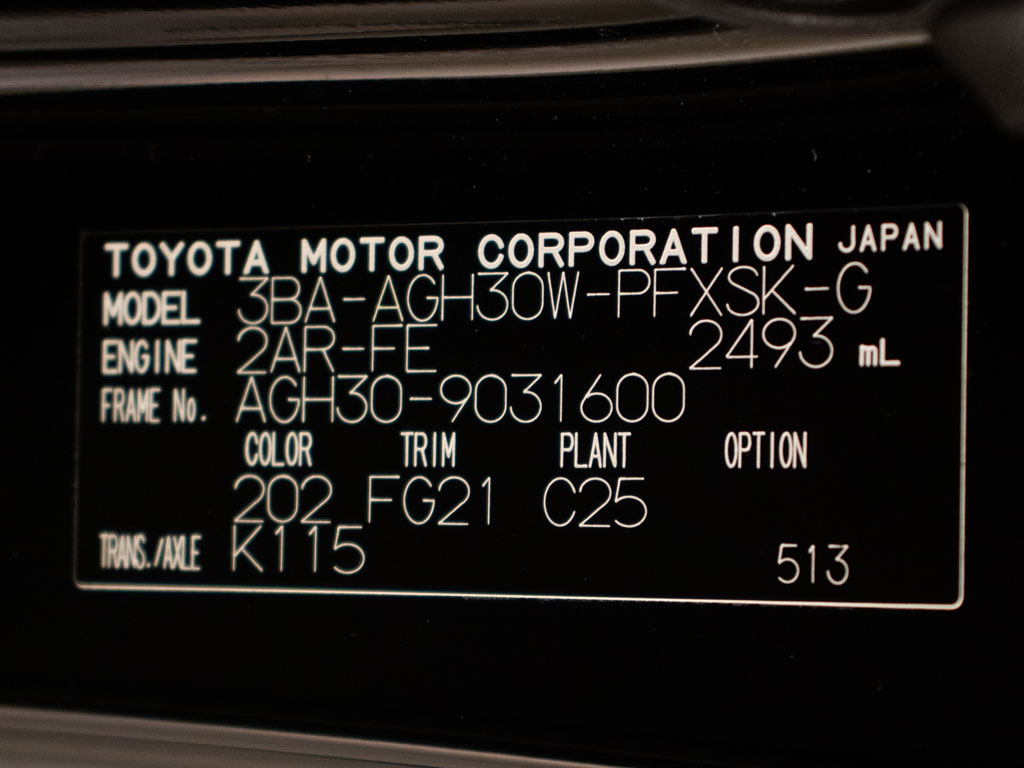 TOYOTA MOTOR CORPORATION JAPAN
MODEL 3BA-AGH30W-PFXSK-G
ENGINE 2AR-FE 2493 mL
FRAME No. AGH30-9031600
COLOR TRIM PLANT OPTION
202 FG21 C25
TRANS./AXLE K115 513